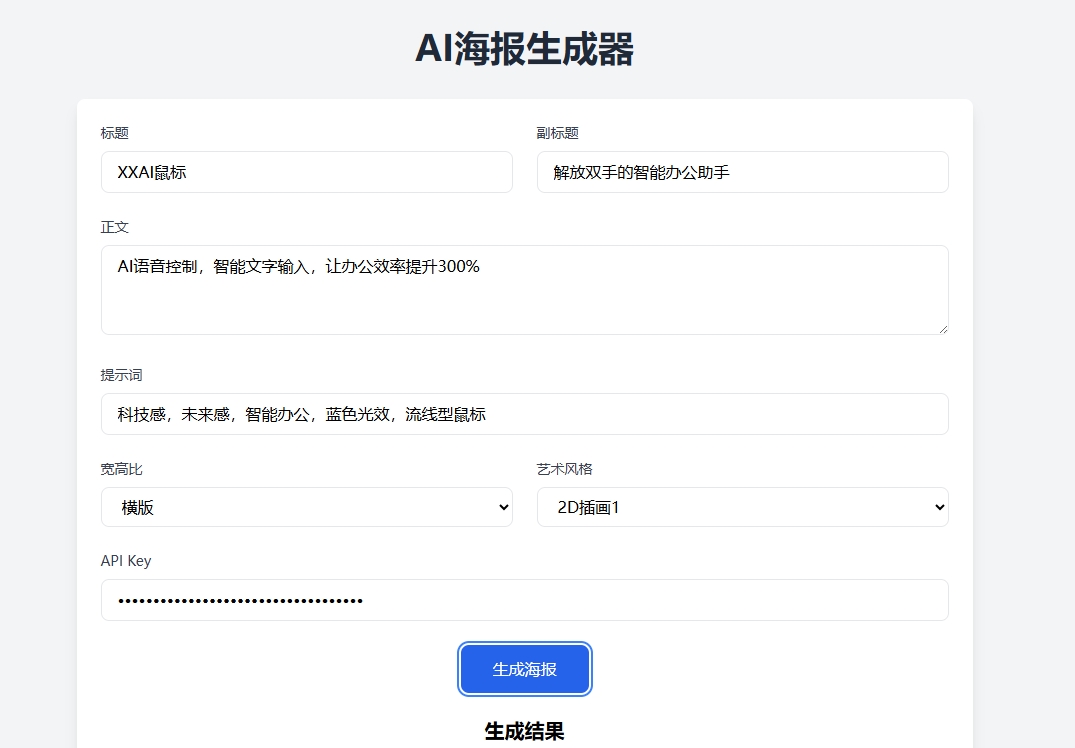 AI海报生成器
标题
副标题
XXAI鼠标
解放双手的智能办公助手
正文
AI语音控制，智能文字输入，让办公效率提升300%
提示词
科技感，未来感，智能办公，蓝色光效，流线型鼠标
宽高比
艺术风格
横版
2D插画1
API Key
•••••••••••••••••••••••••••••••••••
生成海报
生成结果